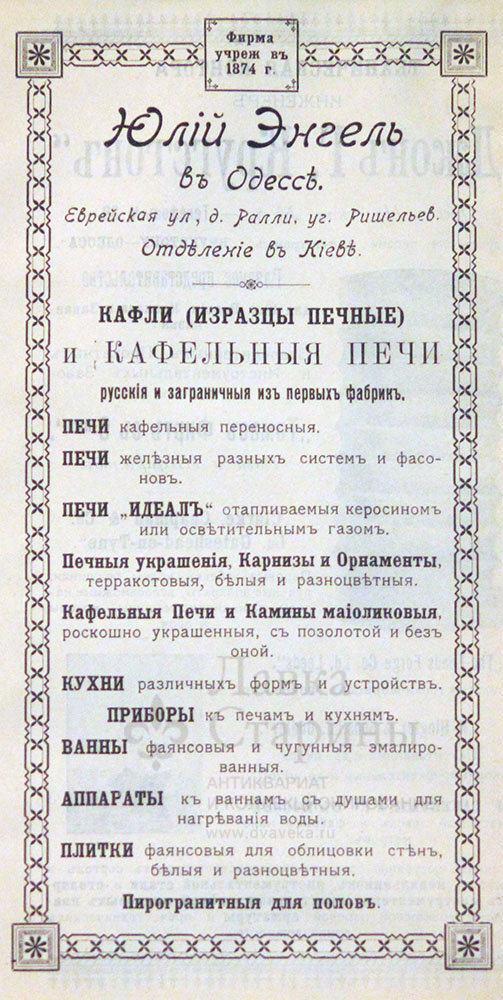 Фирма
учреж въ
1874 г.
Юлій Энгель
въ Одессѣ.
Еврейская ул., д. Ралли, уг. Ришельев.
Отдѣленіе въ Кіевѣ.
КАФЛИ (ИЗРАЗЦЫ ПЕЧНЫЕ)
и КАФЕЛЬНЫЯ ПЕЧИ
русскія и заграничныя изъ первыхъ фабрик.
ПЕЧИ кафельныя переносныя.
ПЕЧИ желѣзныя разныхъ системъ и фасо-
новъ.
ПЕЧИ „ИДЕАЛЪ“ отапливаемыя керосиномъ
или освѣтительнымъ газомъ.
Печныя украшенія, Карнизы и Орнаменты,
терракотовыя, бѣлыя и разноцвѣтныя.
Кафельныя Печи и Камины маіоликовыя,
роскошно украшенныя, съ позолотой и безъ
оной.
КУХНИ различныхъ формъ и устройствъ.
ПРИБОРЫ къ печамъ и кухнямъ.
ВАННЫ фаянсовыя и чугунныя эмалиро-
ванныя.
АППАРАТЫ къ ваннамъ съ душами для
нагрѣванія воды.
ПЛИТКИ фаянсовыя для облицовки стѣнъ,
бѣлыя и разноцвѣтныя.
Пирогранитныя для половъ.
Лавка
Старины
АНТИКВАРИАТ
www.dvaveka.ru